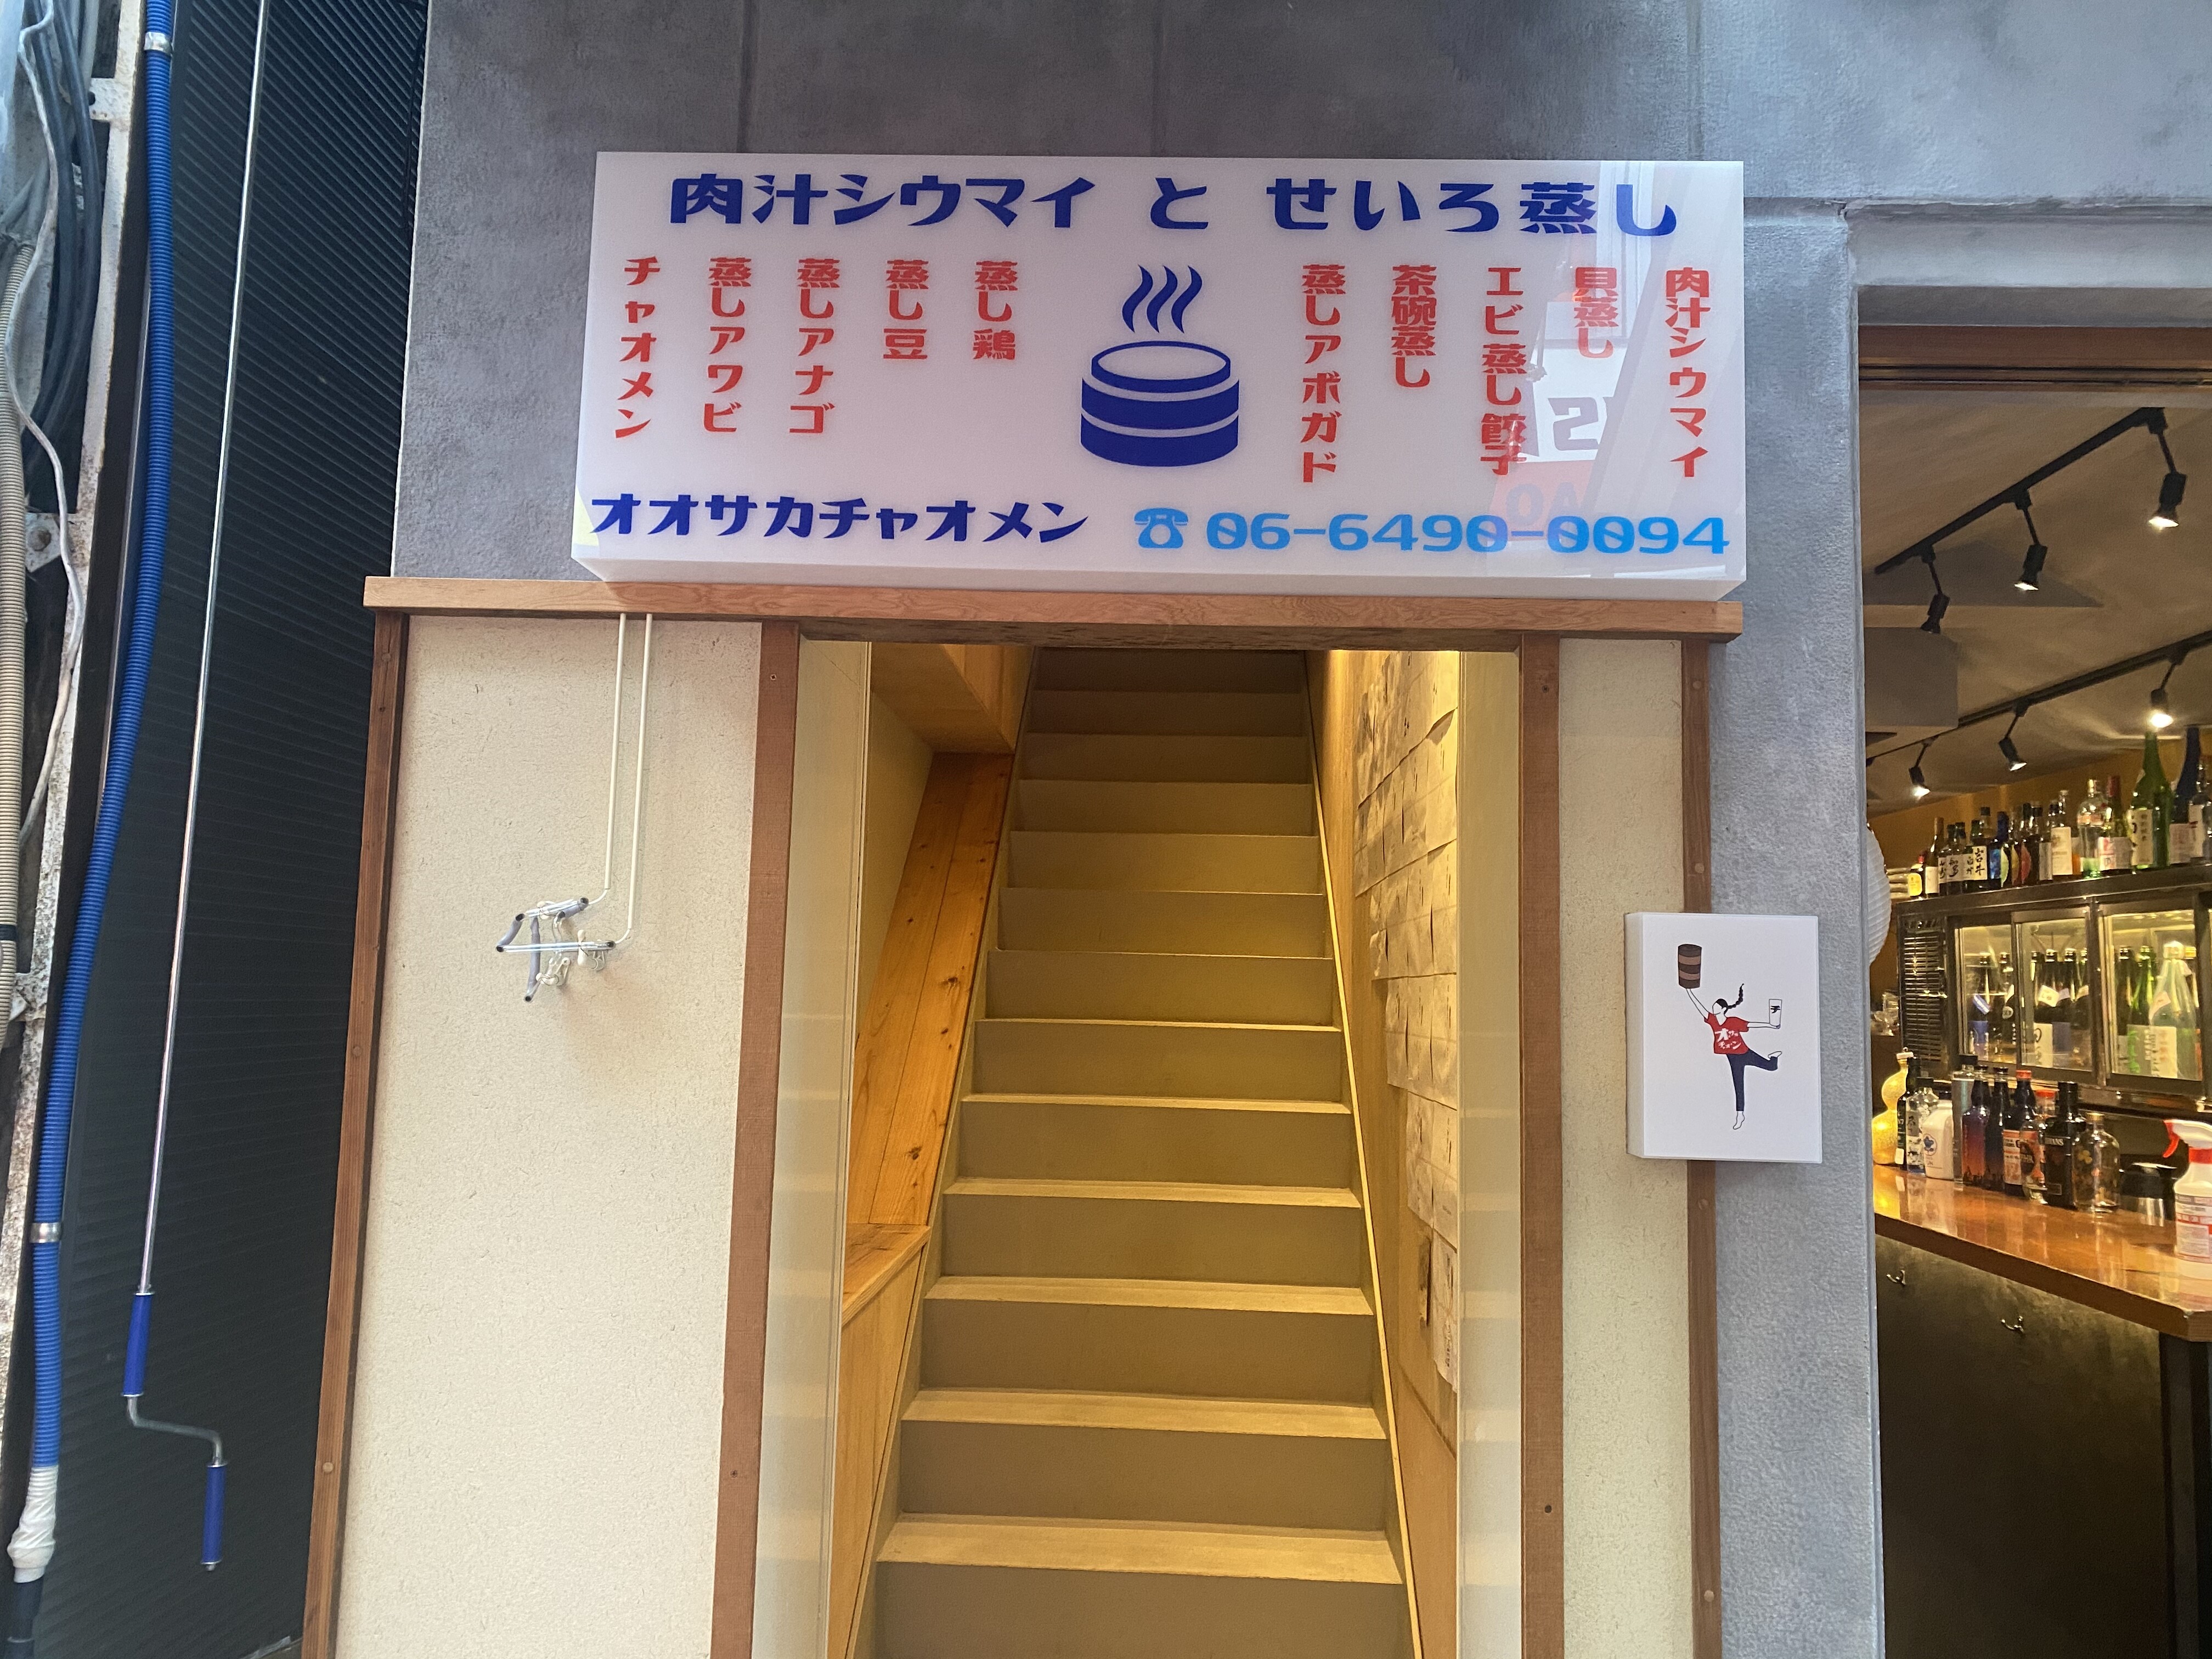 肉汁シウマイ と せいろ蒸し
肉汁シウマイ
貝蒸し
エビ蒸し餃子
茶碗蒸し
蒸しアボガド
蒸し鶏
蒸し豆
蒸しアナゴ
蒸しアワビ
チャオメン
オオサカチャオメン ☎06-6490-0094